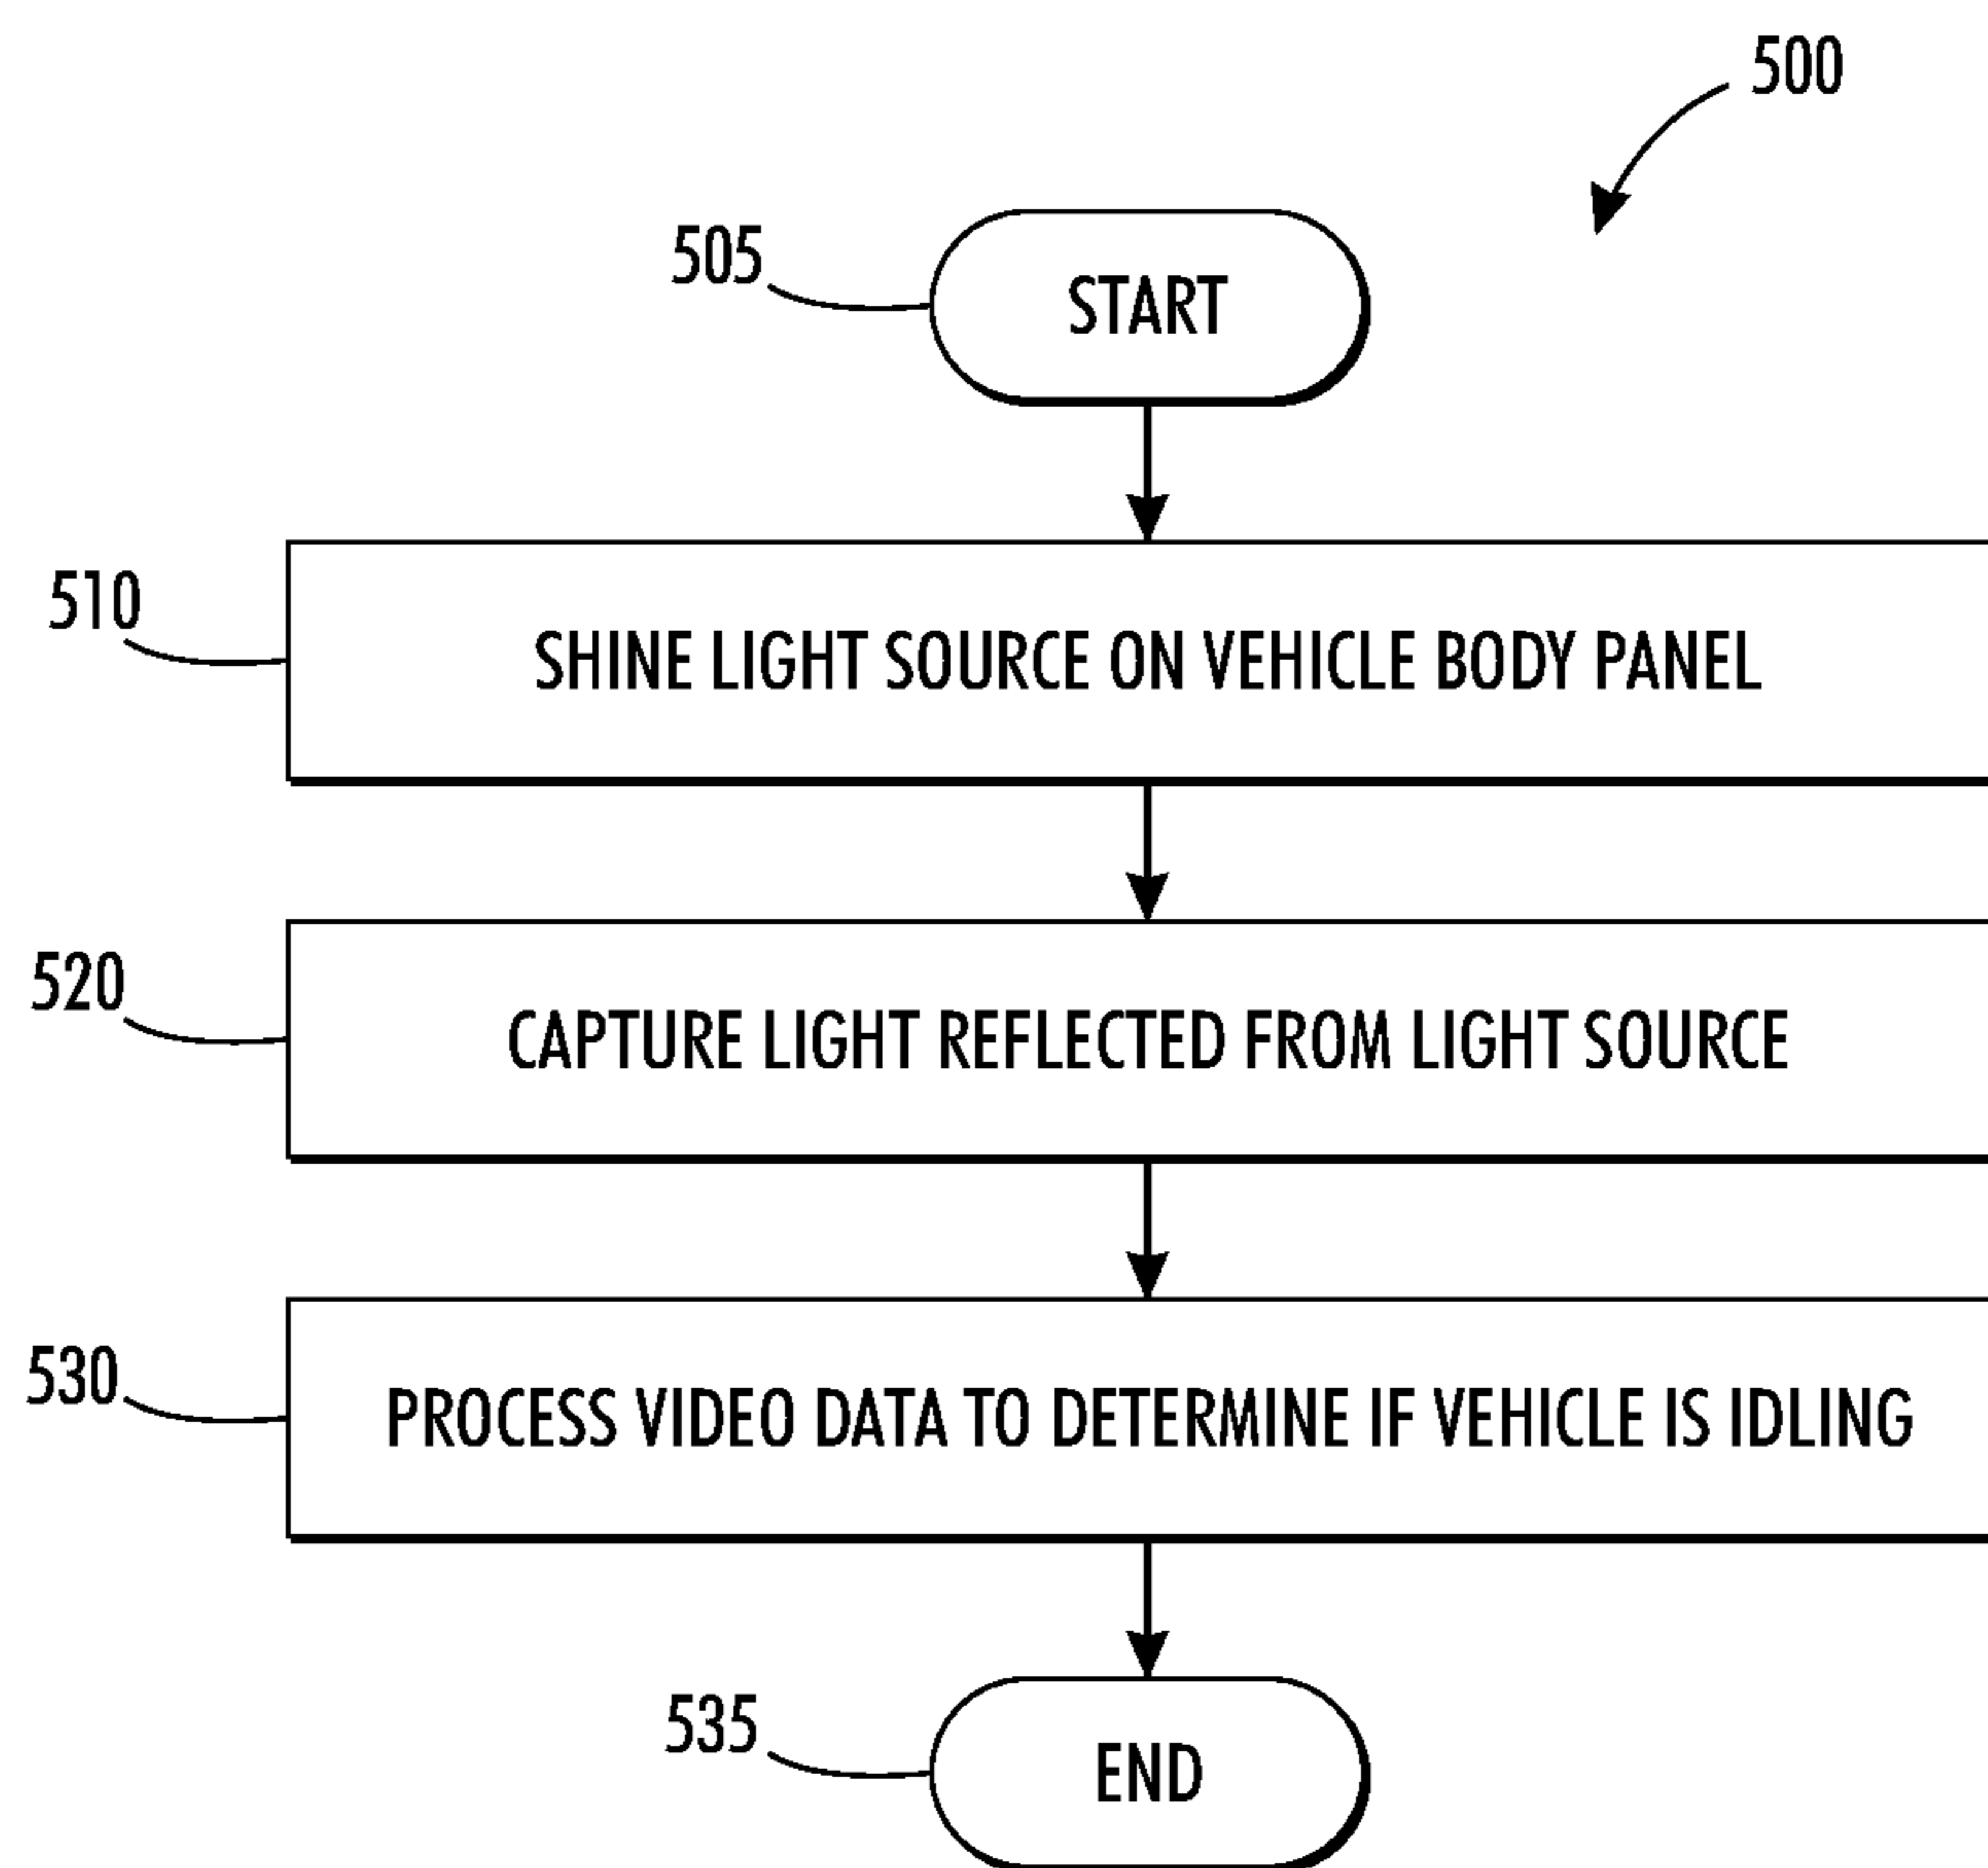 500
505
START
510
SHINE LIGHT SOURCE ON VEHICLE BODY PANEL
520
CAPTURE LIGHT REFLECTED FROM LIGHT SOURCE
530
PROCESS VIDEO DATA TO DETERMINE IF VEHICLE IS IDLING
535
END